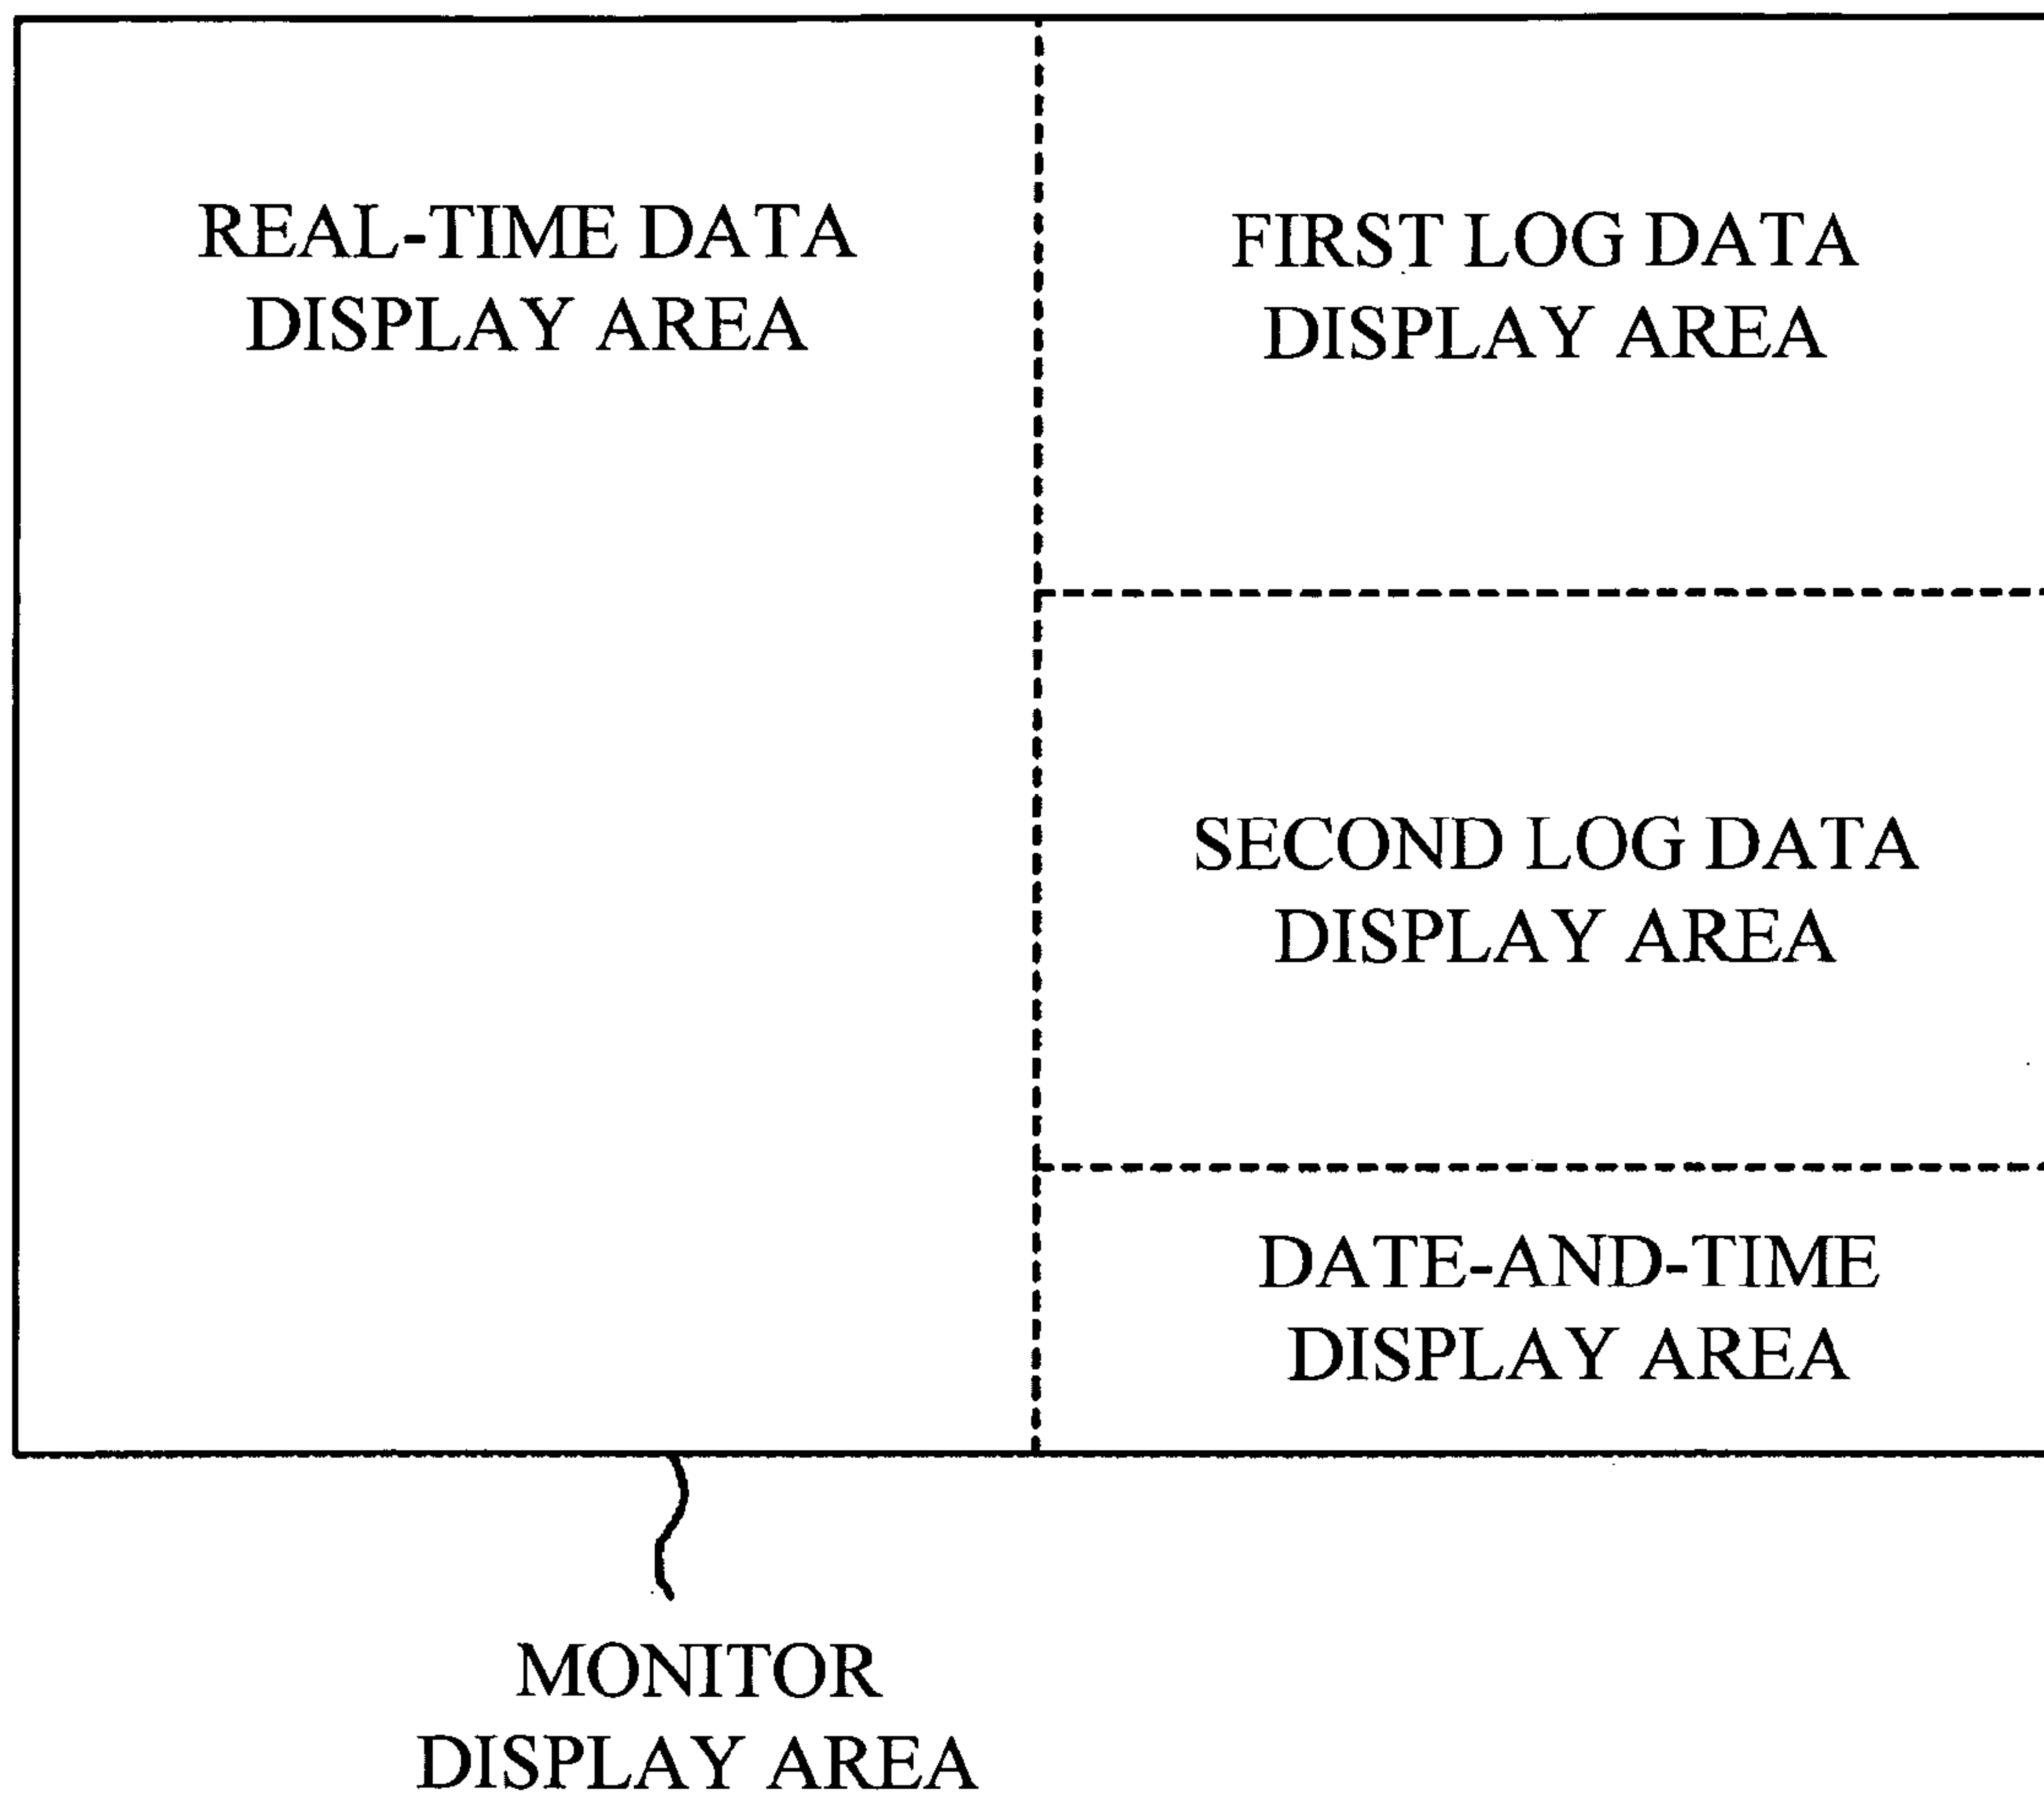 REAL-TIME DATA
DISPLAY AREA
FIRST LOG DATA
DISPLAY AREA
SECOND LOG DATA
DISPLAY AREA
DATE-AND-TIME
DISPLAY AREA
MONITOR
DISPLAY AREA